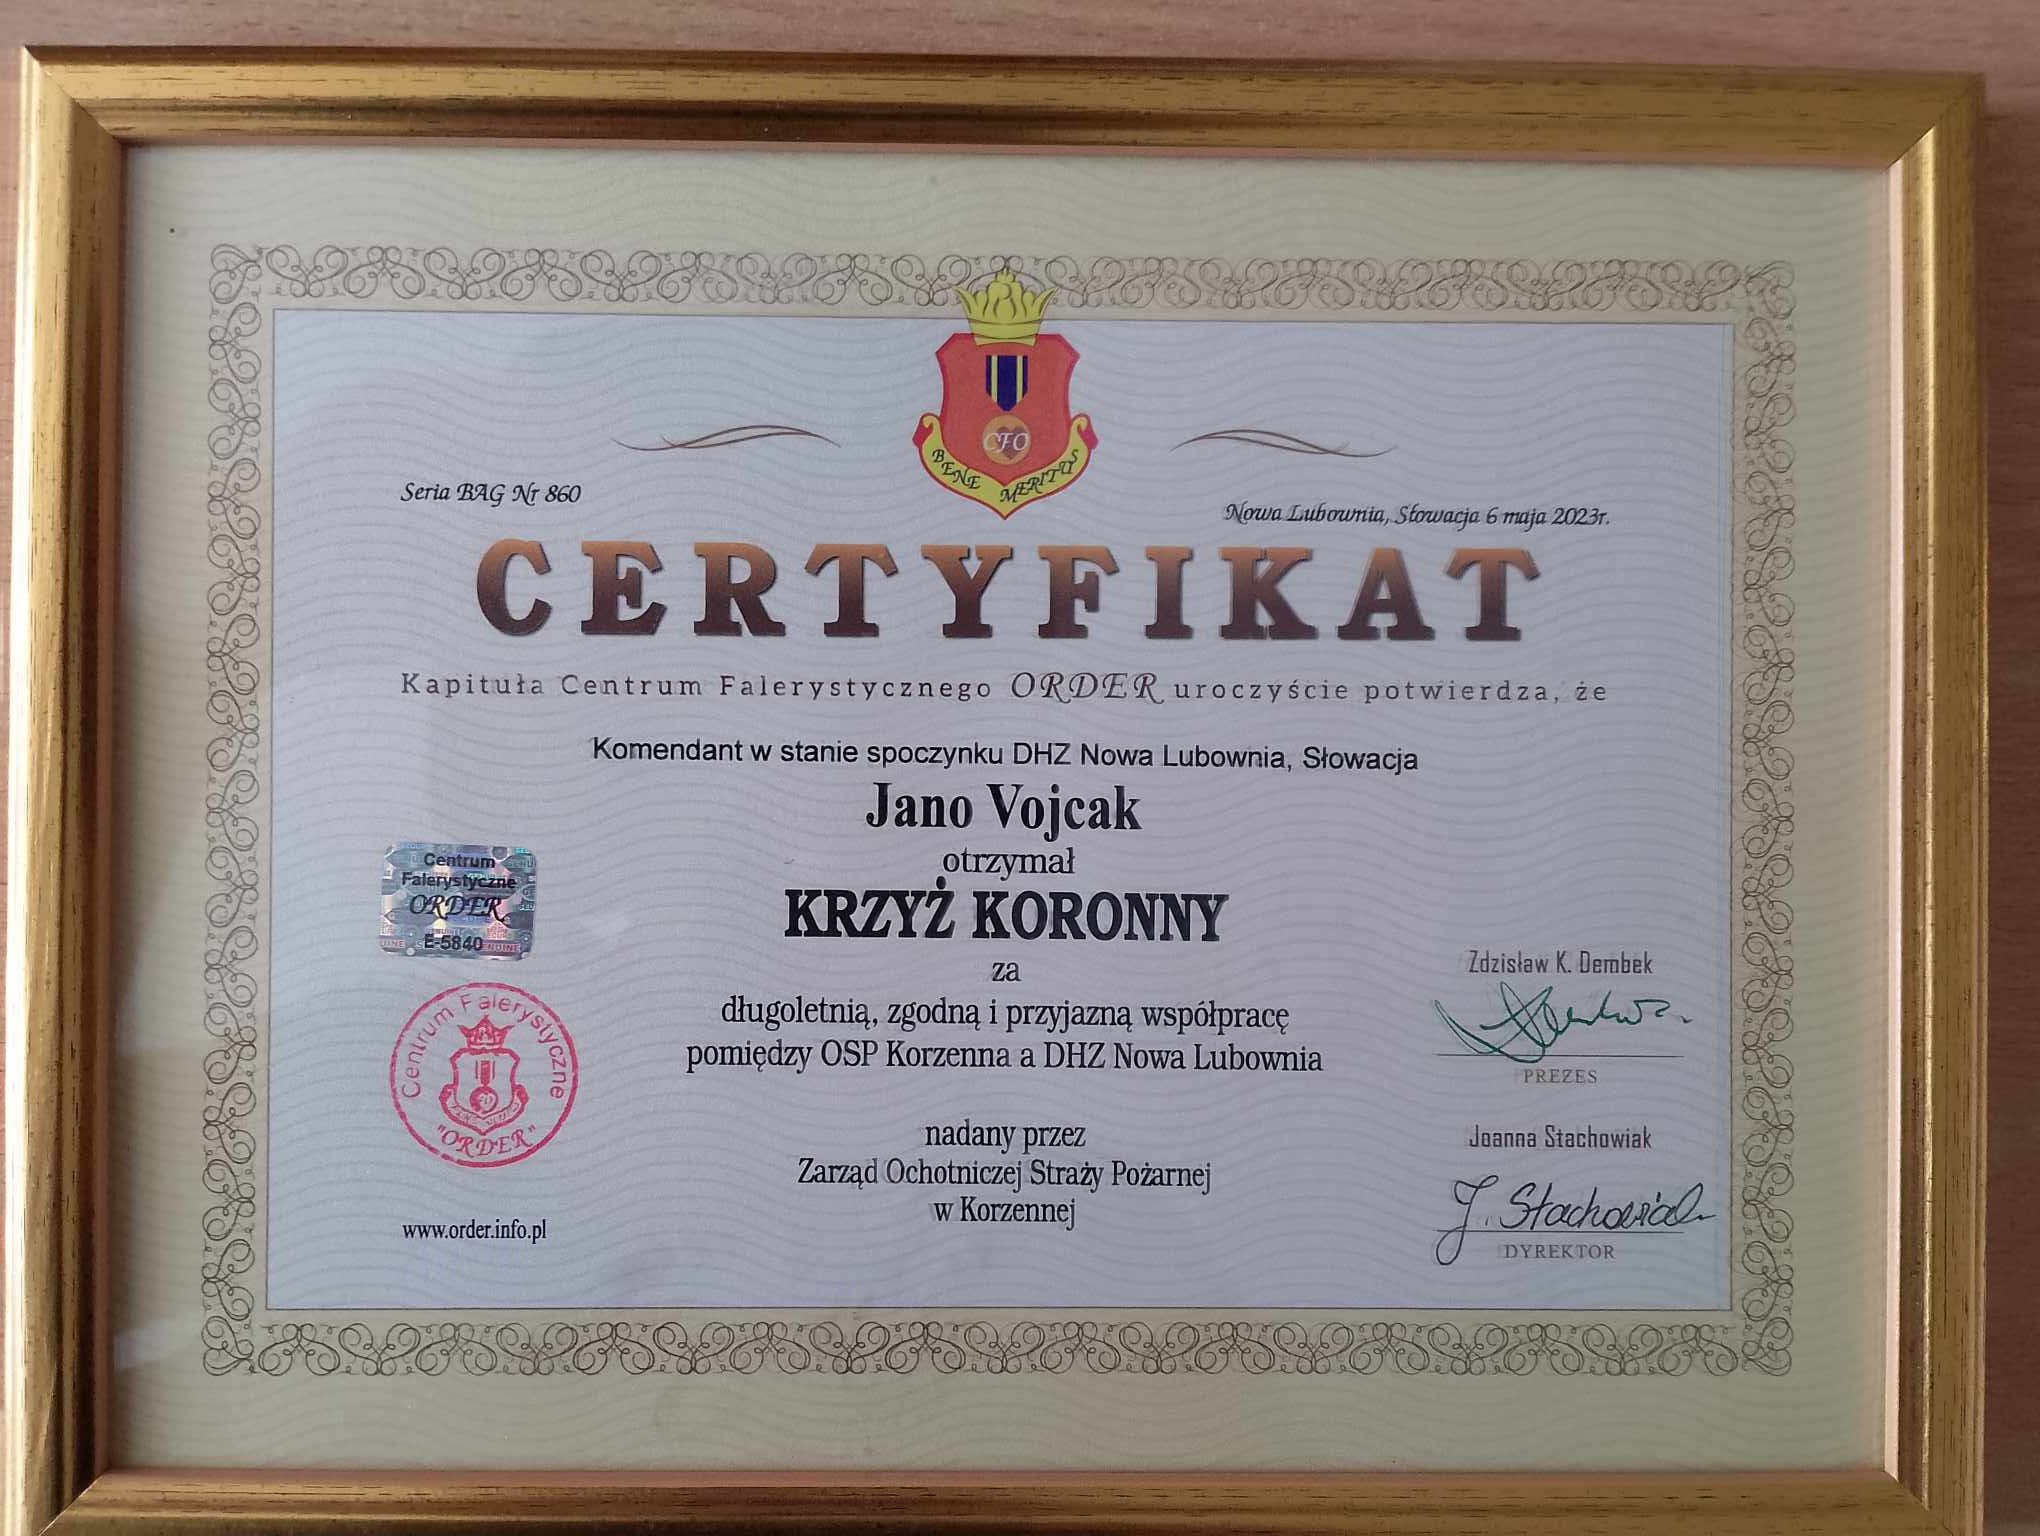 CFO
BENE MERITUS
Seria BAG Nr 860
Nowa Lubownia, Słowacja 6 maja 2023r.
CERTYFIKAT
Kapituła Centrum Falerystycznego ORDER uroczyście potwierdza, że
Komendant w stanie spoczynku DHZ Nowa Lubownia, Słowacja
Jano Vojcak
otrzymał
KRZYŻ KORONNY
za
długoletnią, zgodną i przyjazną współpracę
pomiędzy OSP Korzenna a DHZ Nowa Lubownia
nadany przez
Zarząd Ochotniczej Straży Pożarnej
w Korzennej
Centrum
Falerystyczne
ORDER
E-5840
Centrum Falerystyczne
"ORDER"
www.order.info.pl
Zdzisław K. Dembek
PREZES
Joanna Stachowiak
J. Stachowiak
DYREKTOR